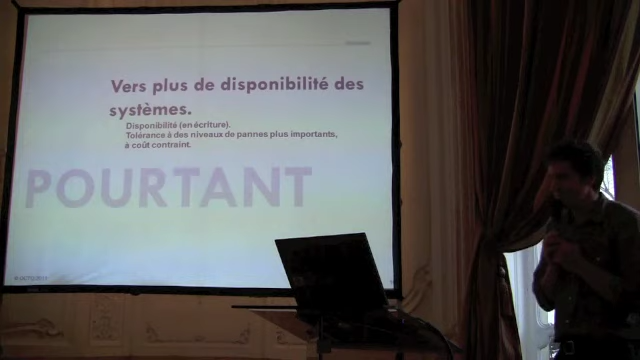 Vers plus de disponibilité des
systèmes.
Disponibilité (en écriture).
Tolérance à des niveaux de pannes plus importants,
à coût contraint.
POURTANT